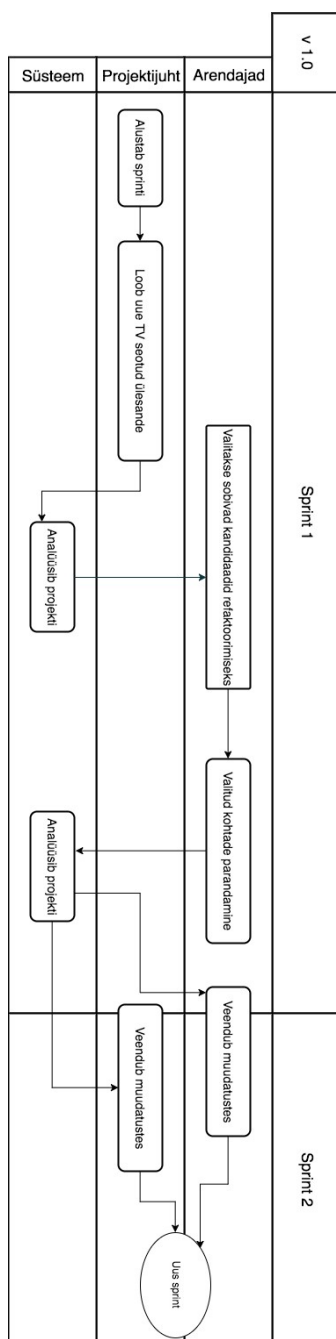 v 1.0
Sprint 1
Sprint 2
Arendajad
Valitakse sobivad kandidaadid refaktoorimiseks
Valitud kohtade parandamine
Veendub muudatustes
Projektijuht
Alustab sprinti
Loob uue TV seotud ülesande
Veendub muudatustes
Uus sprint
Süsteem
Analüüsib projekti
Analüüsib projekti